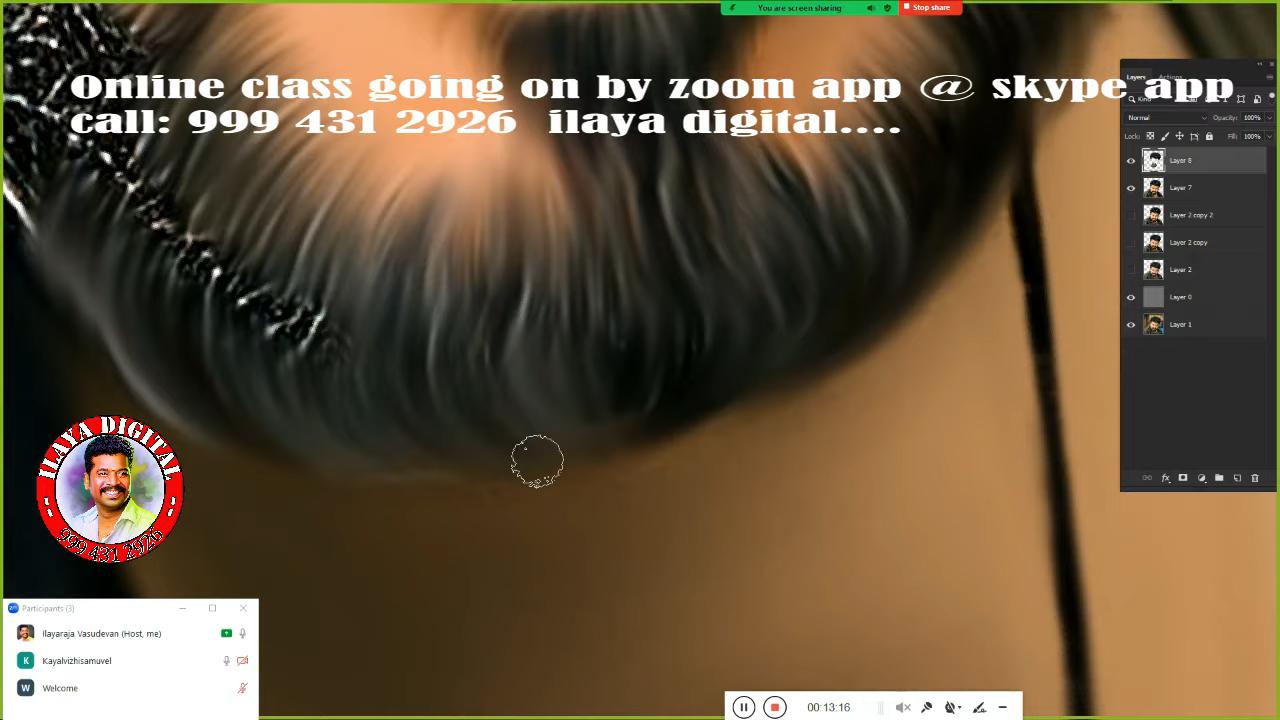 You are screen sharing
Stop share
Online class going on by zoom app @ skype app
call: 999 431 2926 ilaya digital....
Layers Actions
Kind
Normal Opacity: 100%
Lock: Fill: 100%
Layer 8
Layer 7
Layer 2 copy 2
Layer 2 copy
Layer 2
Layer 0
Layer 1
fx
ILAYA DIGITAL
999 431 2926
Participants (3)
Ilayaraja Vasudevan (Host, me)
K Kayalvizhisamuvel
W Welcome
00:13:16